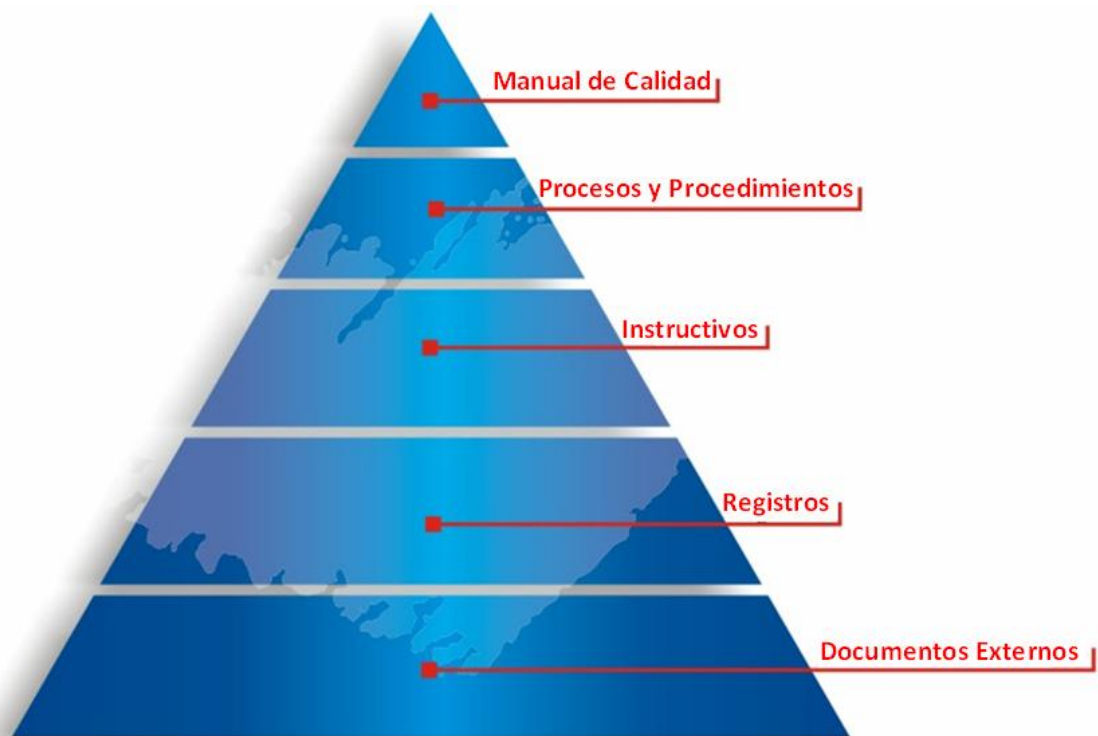 Manual de Calidad
Procesos y Procedimientos
Instructivos
Registros
Documentos Externos